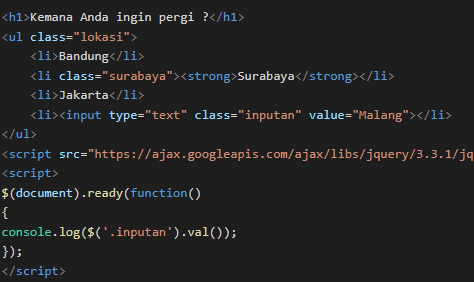 <h1>Kemana Anda ingin pergi ?</h1>
<ul class="lokasi">
<li>Bandung</li>
<li class="surabaya"><strong>Surabaya</strong></li>
<li>Jakarta</li>
<li><input type="text" class="inputan" value="Malang"></li>
</ul>
<script src="https://ajax.googleapis.com/ajax/libs/jquery/3.3.1/jq
<script>
$(document).ready(function()
{
console.log($('.inputan').val());
});
</script>